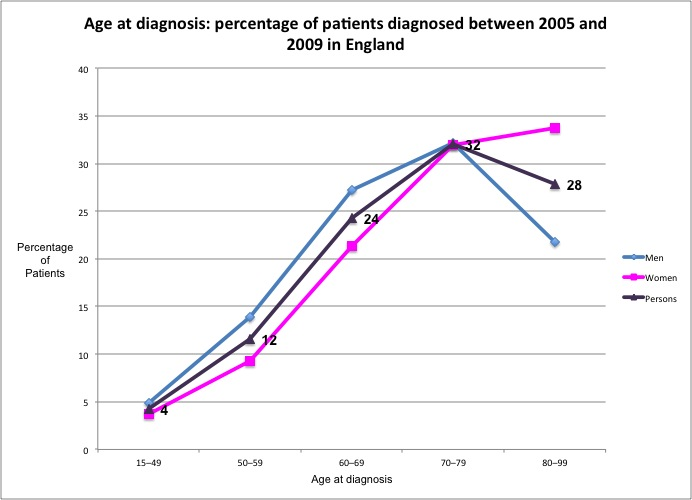 Age at diagnosis: percentage of patients diagnosed between 2005 and
2009 in England
40
35
30
25
20
15
10
5
0
Percentage
of
Patients
4
12
24
32
28
15–49 50–59 60–69 70–79 80–99
Age at diagnosis
Men
Women
Persons